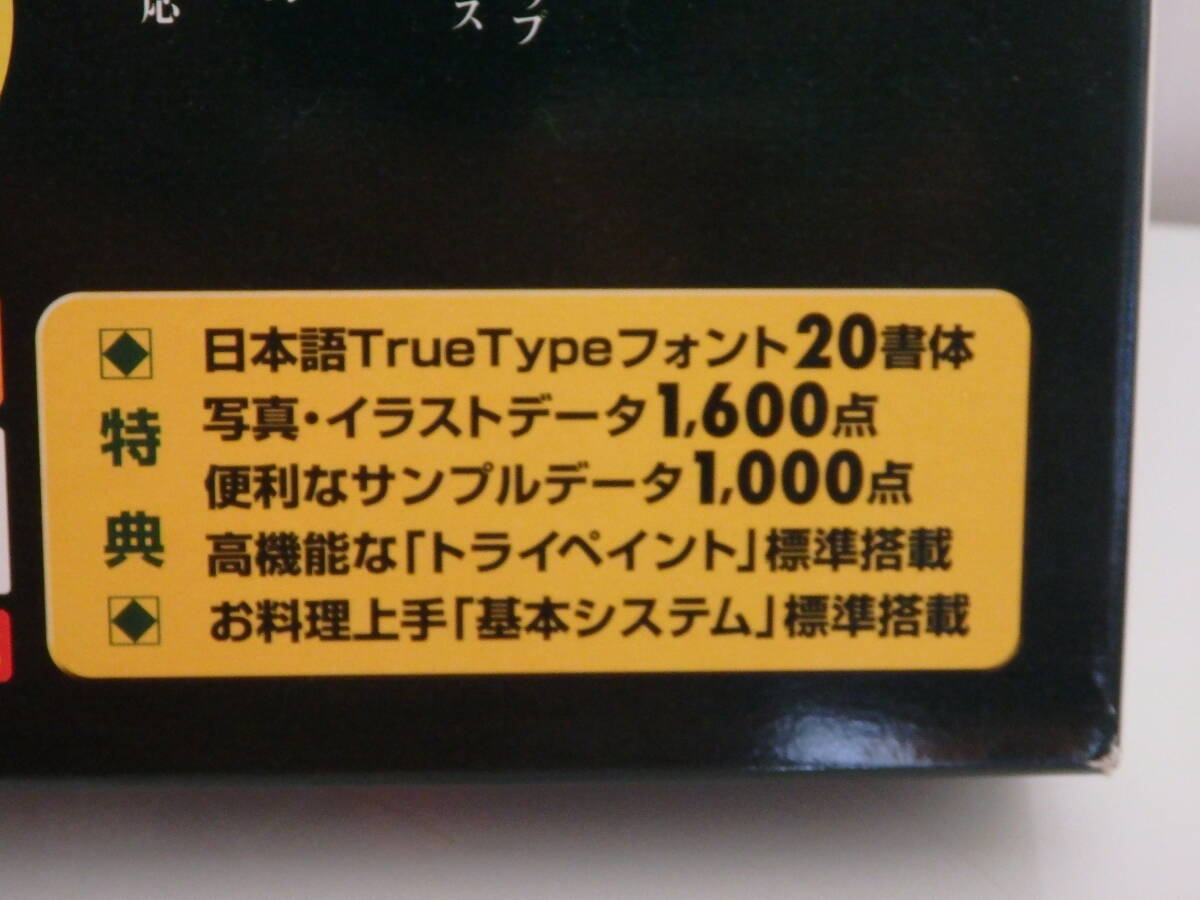 応
ス
プ
◆特典◆
日本語TrueTypeフォント20書体
写真・イラストデータ1,600点
便利なサンプルデータ1,000点
高機能な「トライペイント」標準搭載
お料理上手「基本システム」標準搭載